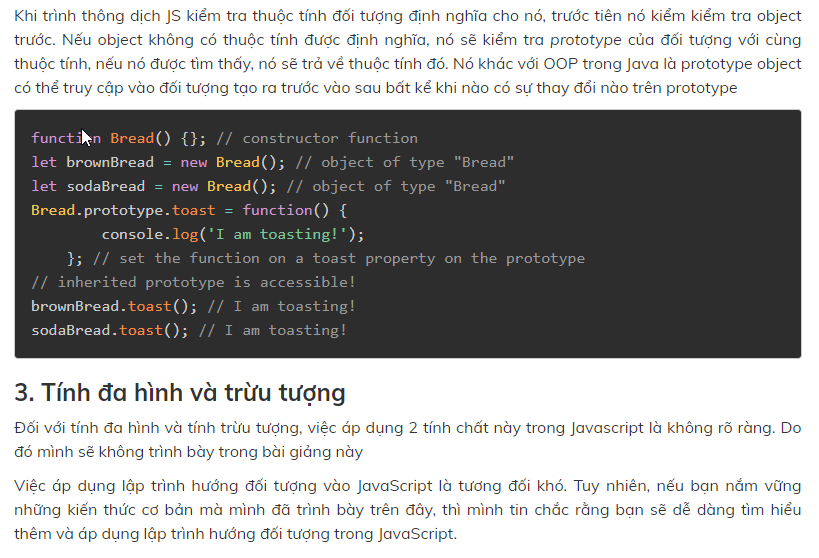 Khi trình thông dịch JS kiểm tra thuộc tính đối tượng định nghĩa cho nó, trước tiên nó kiểm kiểm tra object
trước. Nếu object không có thuộc tính được định nghĩa, nó sẽ kiểm tra prototype của đối tượng với cùng
thuộc tính, nếu nó được tìm thấy, nó sẽ trả về thuộc tính đó. Nó khác với OOP trong Java là prototype object
có thể truy cập vào đối tượng tạo ra trước và sau bất kể khi nào có sự thay đổi nào trên prototype
function Bread() {}; // constructor function
let brownBread = new Bread(); // object of type "Bread"
let sodaBread = new Bread(); // object of type "Bread"
Bread.prototype.toast = function() {
        console.log('I am toasting!');
    }; // set the function on a toast property on the prototype
// inherited prototype is accessible!
brownBread.toast(); // I am toasting!
sodaBread.toast(); // I am toasting!
3. Tính đa hình và trừu tượng
Đối với tính đa hình và tính trừu tượng, việc áp dụng 2 tính chất này trong Javascript là không rõ ràng. Do
đó mình sẽ không trình bày trong bài giảng này
Việc áp dụng lập trình hướng đối tượng vào JavaScript là tương đối khó. Tuy nhiên, nếu bạn nắm vững
những kiến thức cơ bản mà mình đã trình bày trên đây, thì mình tin chắc rằng bạn sẽ dễ dàng tìm hiểu
thêm và áp dụng lập trình hướng đối tượng trong JavaScript.